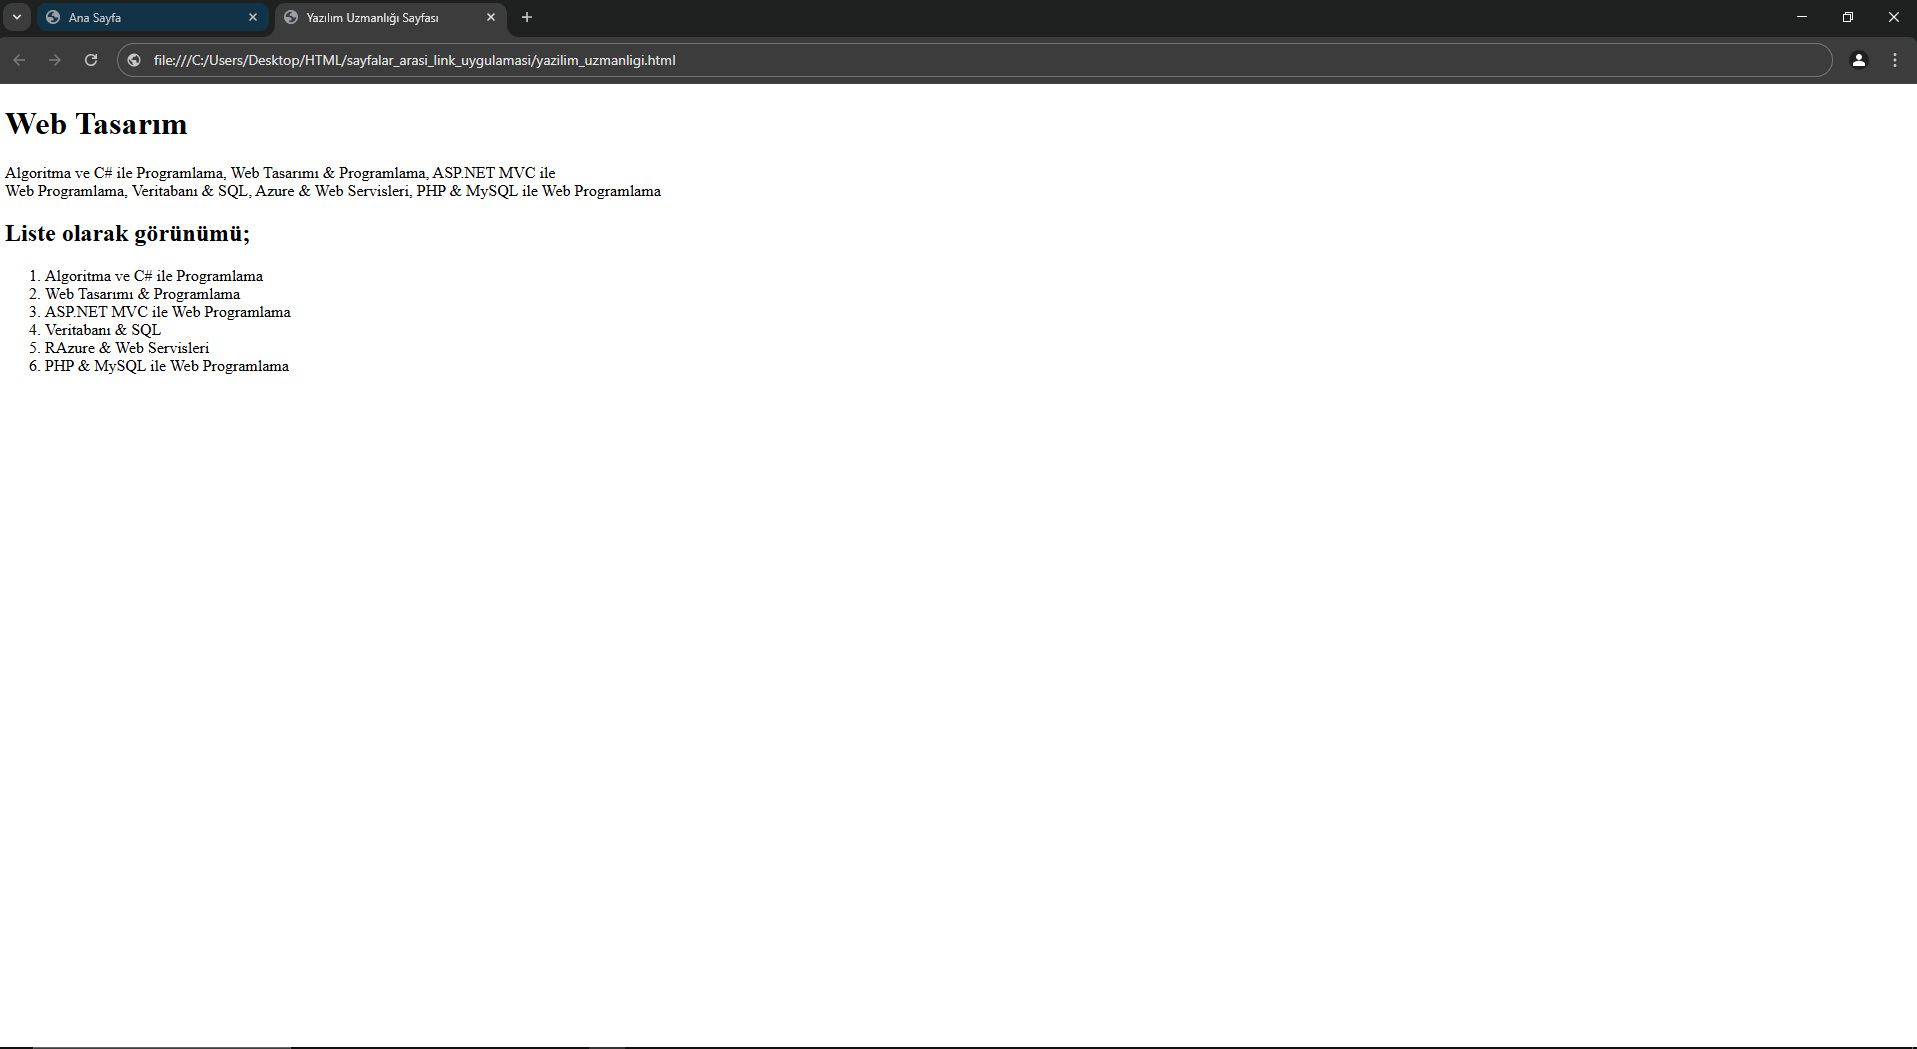 Ana Sayfa
Yazılım Uzmanlığı Sayfası
file:///C:/Users/Desktop/HTML/sayfalar_arasi_link_uygulamasi/yazilim_uzmanligi.html
Web Tasarım
Algoritma ve C# ile Programlama, Web Tasarımı & Programlama, ASP.NET MVC ile
Web Programlama, Veritabanı & SQL, Azure & Web Servisleri, PHP & MySQL ile Web Programlama
Liste olarak görünümü;
1. Algoritma ve C# ile Programlama
2. Web Tasarımı & Programlama
3. ASP.NET MVC ile Web Programlama
4. Veritabanı & SQL
5. RAzure & Web Servisleri
6. PHP & MySQL ile Web Programlama